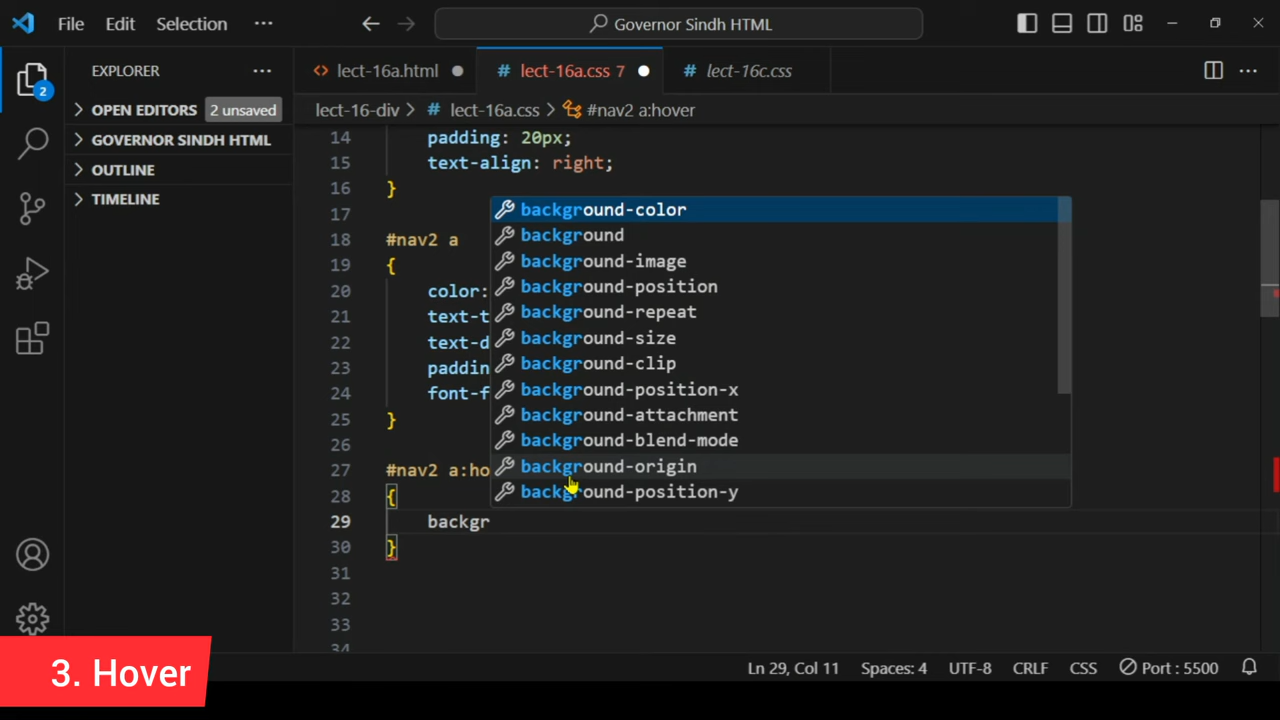 File Edit Selection ··· Governor Sindh HTML
EXPLORER ···
2
OPEN EDITORS 2 unsaved
GOVERNOR SINDH HTML
OUTLINE
TIMELINE
<> lect-16a.html # lect-16a.css 7 # lect-16c.css ···
lect-16-div > # lect-16a.css > #nav2 a:hover
14 padding: 20px;
15 text-align: right;
16 }
17
18 #nav2 a
19 {
20 color:
21 text-t
22 text-d
23 paddin
24 font-f
25 }
26
27 #nav2 a:ho
28 {
29 backgr
30 }
31
32
33
34
background-color
background
background-image
background-position
background-repeat
background-size
background-clip
background-position-x
background-attachment
background-blend-mode
background-origin
background-position-y
3. Hover
Ln 29, Col 11 Spaces: 4 UTF-8 CRLF CSS Port : 5500